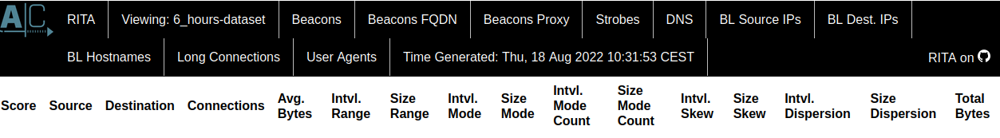 AC RITA Viewing: 6_hours-dataset Beacons Beacons FQDN Beacons Proxy Strobes DNS BL Source IPs BL Dest. IPs
BL Hostnames Long Connections User Agents Time Generated: Thu, 18 Aug 2022 10:31:53 CEST RITA on
Score Source Destination Connections Avg. Bytes Intvl. Range Size Range Intvl. Mode Size Mode Intvl. Mode Count Size Mode Count Intvl. Skew Size Skew Intvl. Dispersion Size Dispersion Total Bytes